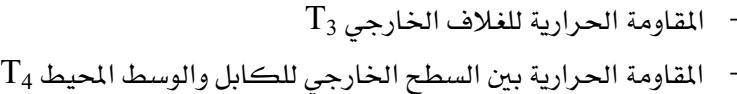 - المقاومة الحرارية للغلاف الخارجي T3
- المقاومة الحرارية بين السطح الخارجي للكابل والوسط المحيط T4